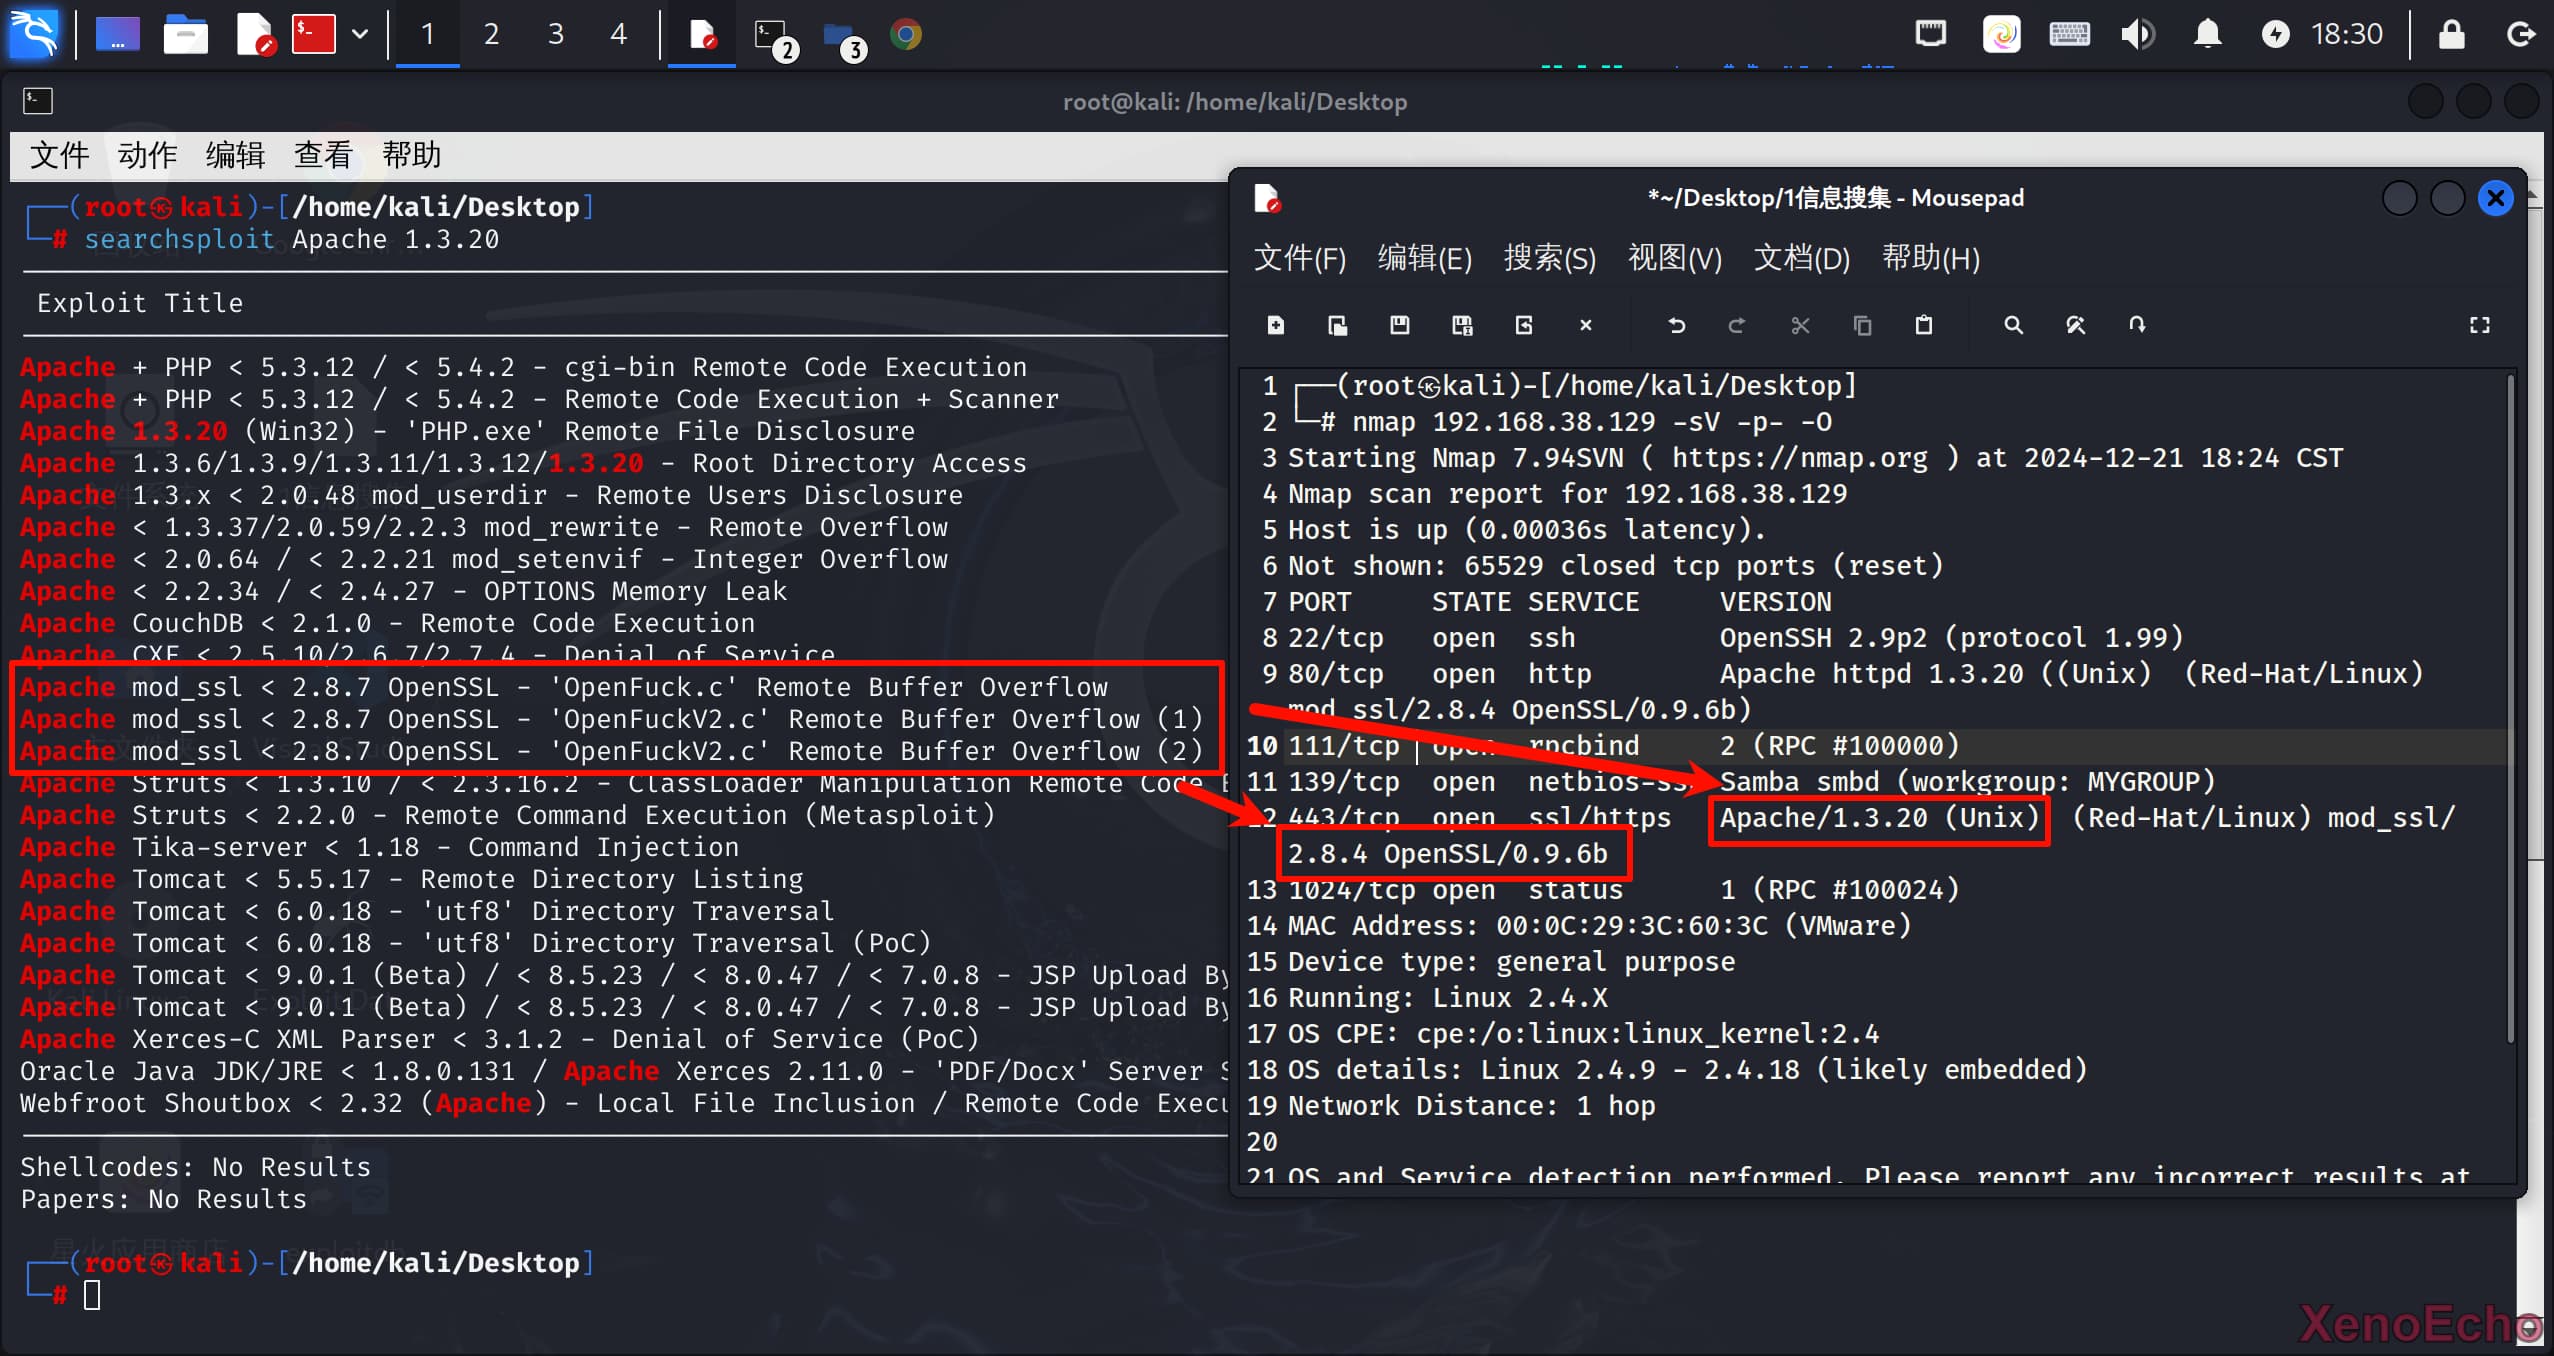 1 2 3 4 2 3 18:30
root@kali: /home/kali/Desktop
文件 动作 编辑 查看 帮助
┌──(root㉿kali)-[/home/kali/Desktop]
└─# searchsploit Apache 1.3.20
Exploit Title
Apache + PHP < 5.3.12 / < 5.4.2 - cgi-bin Remote Code Execution
Apache + PHP < 5.3.12 / < 5.4.2 - Remote Code Execution + Scanner
Apache 1.3.20 (Win32) - 'PHP.exe' Remote File Disclosure
Apache 1.3.6/1.3.9/1.3.11/1.3.12/1.3.20 - Root Directory Access
Apache 1.3.x < 2.0.48 mod_userdir - Remote Users Disclosure
Apache < 1.3.37/2.0.59/2.2.3 mod_rewrite - Remote Overflow
Apache < 2.0.64 / < 2.2.21 mod_setenvif - Integer Overflow
Apache < 2.2.34 / < 2.4.27 - OPTIONS Memory Leak
Apache CouchDB < 2.1.0 - Remote Code Execution
Apache CXF < 2.5.10/2.6.7/2.7.4 - Denial of Service
Apache mod_ssl < 2.8.7 OpenSSL - 'OpenFuck.c' Remote Buffer Overflow
Apache mod_ssl < 2.8.7 OpenSSL - 'OpenFuckV2.c' Remote Buffer Overflow (1)
Apache mod_ssl < 2.8.7 OpenSSL - 'OpenFuckV2.c' Remote Buffer Overflow (2)
Apache Struts < 1.3.10 / < 2.3.16.2 - ClassLoader Manipulation Remote Code E
Apache Struts < 2.2.0 - Remote Command Execution (Metasploit)
Apache Tika-server < 1.18 - Command Injection
Apache Tomcat < 5.5.17 - Remote Directory Listing
Apache Tomcat < 6.0.18 - 'utf8' Directory Traversal
Apache Tomcat < 6.0.18 - 'utf8' Directory Traversal (PoC)
Apache Tomcat < 9.0.1 (Beta) / < 8.5.23 / < 8.0.47 / < 7.0.8 - JSP Upload By
Apache Tomcat < 9.0.1 (Beta) / < 8.5.23 / < 8.0.47 / < 7.0.8 - JSP Upload By
Apache Xerces-C XML Parser < 3.1.2 - Denial of Service (PoC)
Oracle Java JDK/JRE < 1.8.0.131 / Apache Xerces 2.11.0 - 'PDF/Docx' Server S
Webfroot Shoutbox < 2.32 (Apache) - Local File Inclusion / Remote Code Execu
Shellcodes: No Results
Papers: No Results
┌──(root㉿kali)-[/home/kali/Desktop]
└─#
*~/Desktop/1信息搜集 - Mousepad
文件(F) 编辑(E) 搜索(S) 视图(V) 文档(D) 帮助(H)
1 ┌──(root㉿kali)-[/home/kali/Desktop]
2 └─# nmap 192.168.38.129 -sV -p- -O
3 Starting Nmap 7.94SVN ( https://nmap.org ) at 2024-12-21 18:24 CST
4 Nmap scan report for 192.168.38.129
5 Host is up (0.00036s latency).
6 Not shown: 65529 closed tcp ports (reset)
7 PORT STATE SERVICE VERSION
8 22/tcp open ssh OpenSSH 2.9p2 (protocol 1.99)
9 80/tcp open http Apache httpd 1.3.20 ((Unix) (Red-Hat/Linux)
mod_ssl/2.8.4 OpenSSL/0.9.6b)
10 111/tcp open rpcbind 2 (RPC #100000)
11 139/tcp open netbios-ss Samba smbd (workgroup: MYGROUP)
12 443/tcp open ssl/https Apache/1.3.20 (Unix) (Red-Hat/Linux) mod_ssl/
2.8.4 OpenSSL/0.9.6b
13 1024/tcp open status 1 (RPC #100024)
14 MAC Address: 00:0C:29:3C:60:3C (VMware)
15 Device type: general purpose
16 Running: Linux 2.4.X
17 OS CPE: cpe:/o:linux:linux_kernel:2.4
18 OS details: Linux 2.4.9 - 2.4.18 (likely embedded)
19 Network Distance: 1 hop
20
21 OS and Service detection performed. Please report any incorrect results at
XenoEcho